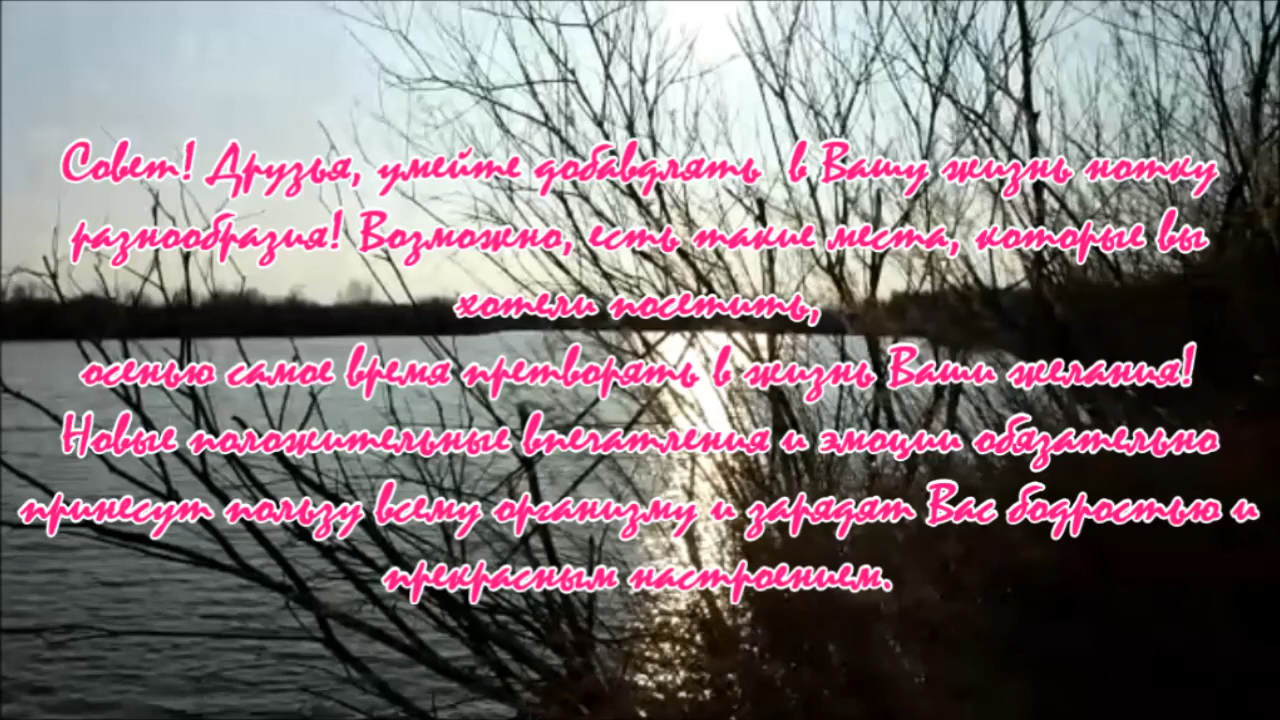 Совет! Друзья, умейте добавдлять в Вашу жизнь нотку
разнообразия! Возможно, есть такие места, которые вы
хотели посетить,
осенью самое время претворять в жизнь Ваши желания!
Новые положительные впечатления и эмоции обязательно
принесут пользу всему организму и зарядят Вас бодростью и
прекрасным настроением.